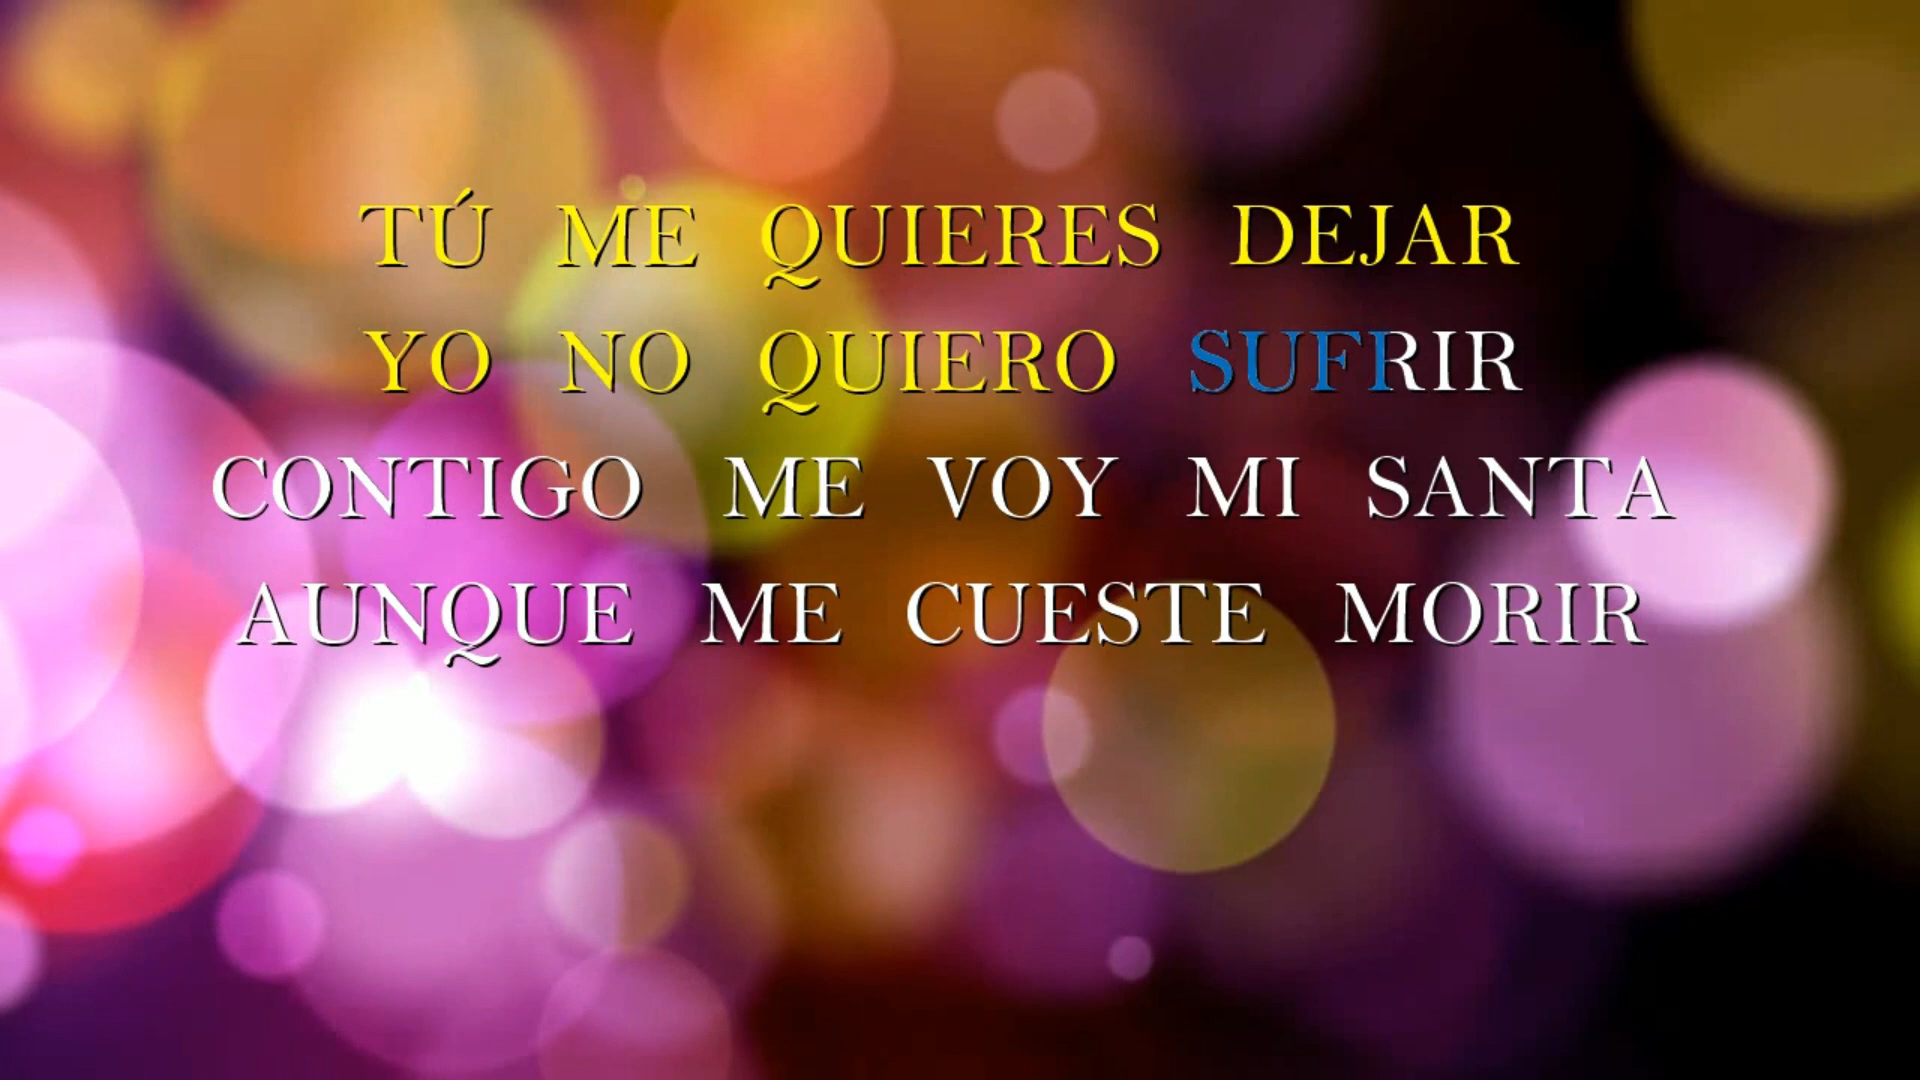 TÚ ME QUIERES DEJAR
YO NO QUIERO SUFRIR
CONTIGO ME VOY MI SANTA
AUNQUE ME CUESTE MORIR